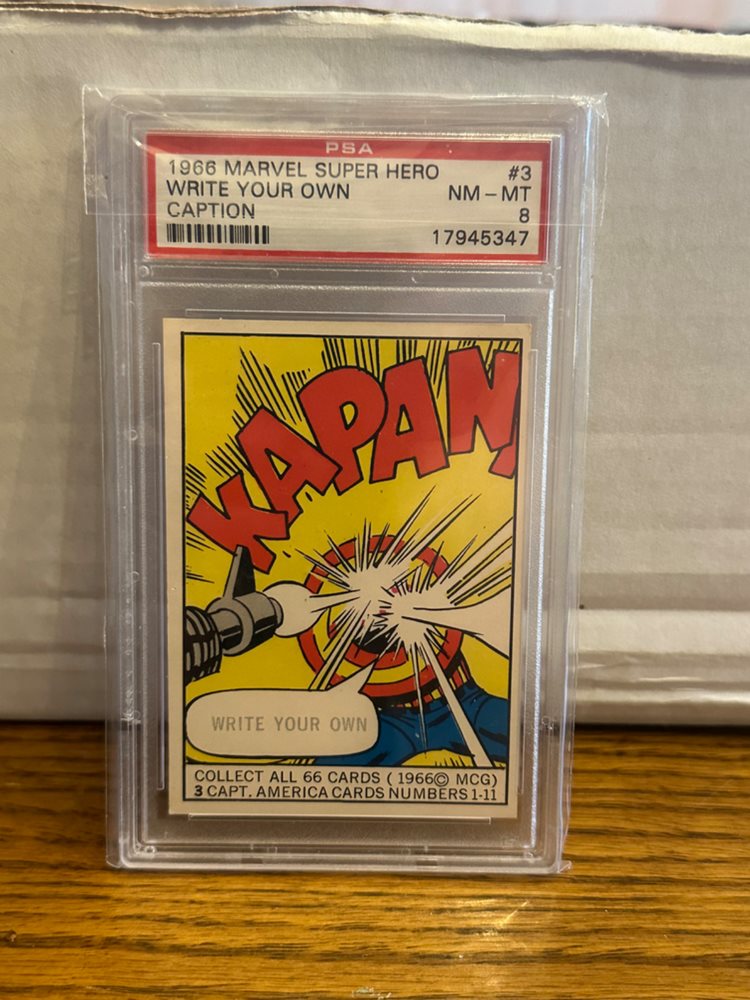 PSA
1966 MARVEL SUPER HERO #3
WRITE YOUR OWN NM - MT
CAPTION 8
17945347
KAPAN
WRITE YOUR OWN
COLLECT ALL 66 CARDS ( 1966© MCG)
3 CAPT. AMERICA CARDS NUMBERS 1-11